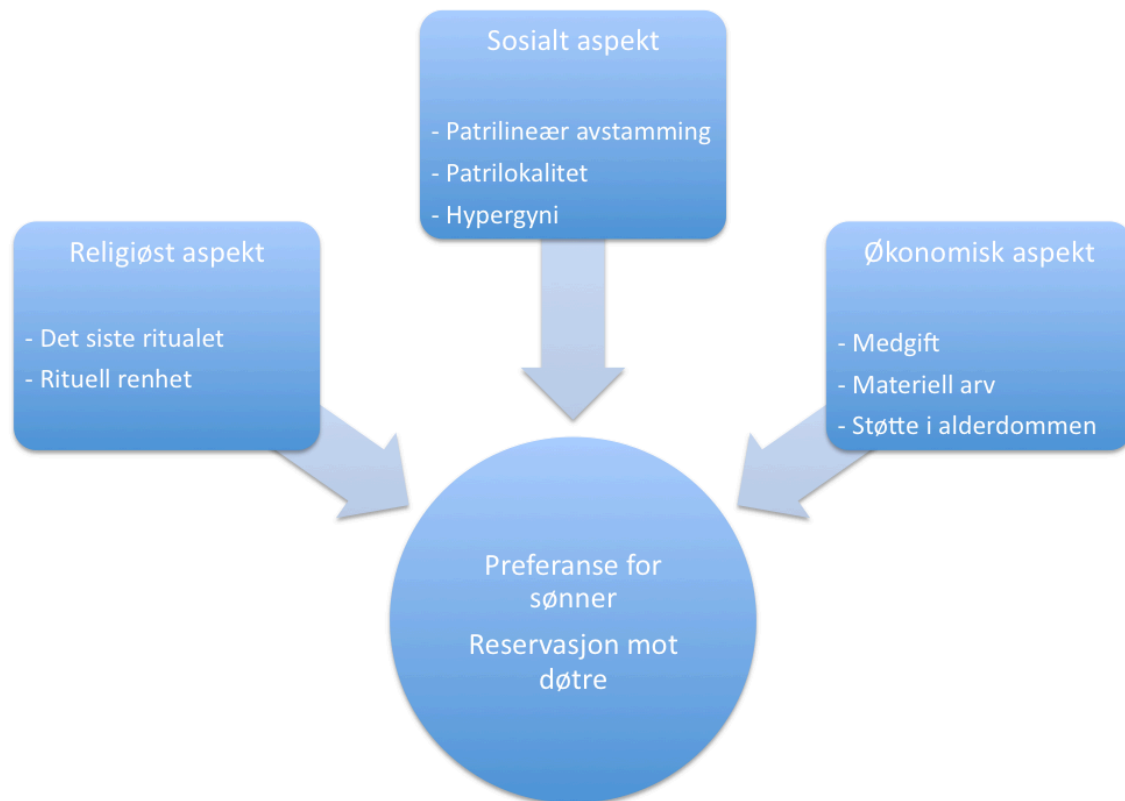 Sosialt aspekt
- Patrilineær avstamming
- Patrilokalitet
- Hypergyni
Religiøst aspekt
- Det siste ritualet
- Rituell renhet
Økonomisk aspekt
- Medgift
- Materiell arv
- Støtte i alderdommen
Preferanse for
sønner
Reservasjon mot
døtre